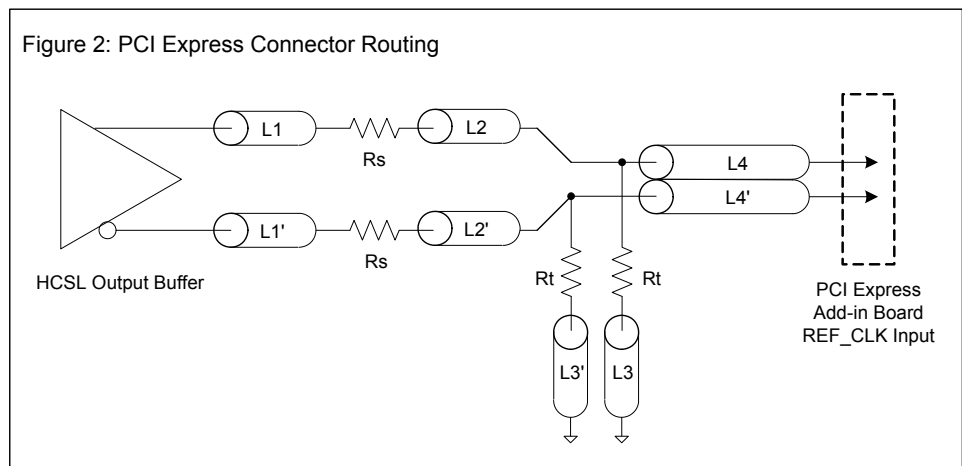 Figure 2: PCI Express Connector Routing
L1
Rs
L2
L4
L4'
L1'
Rs
L2'
HCSL Output Buffer
Rt
Rt
PCI Express
Add-in Board
REF_CLK Input
L3'
L3